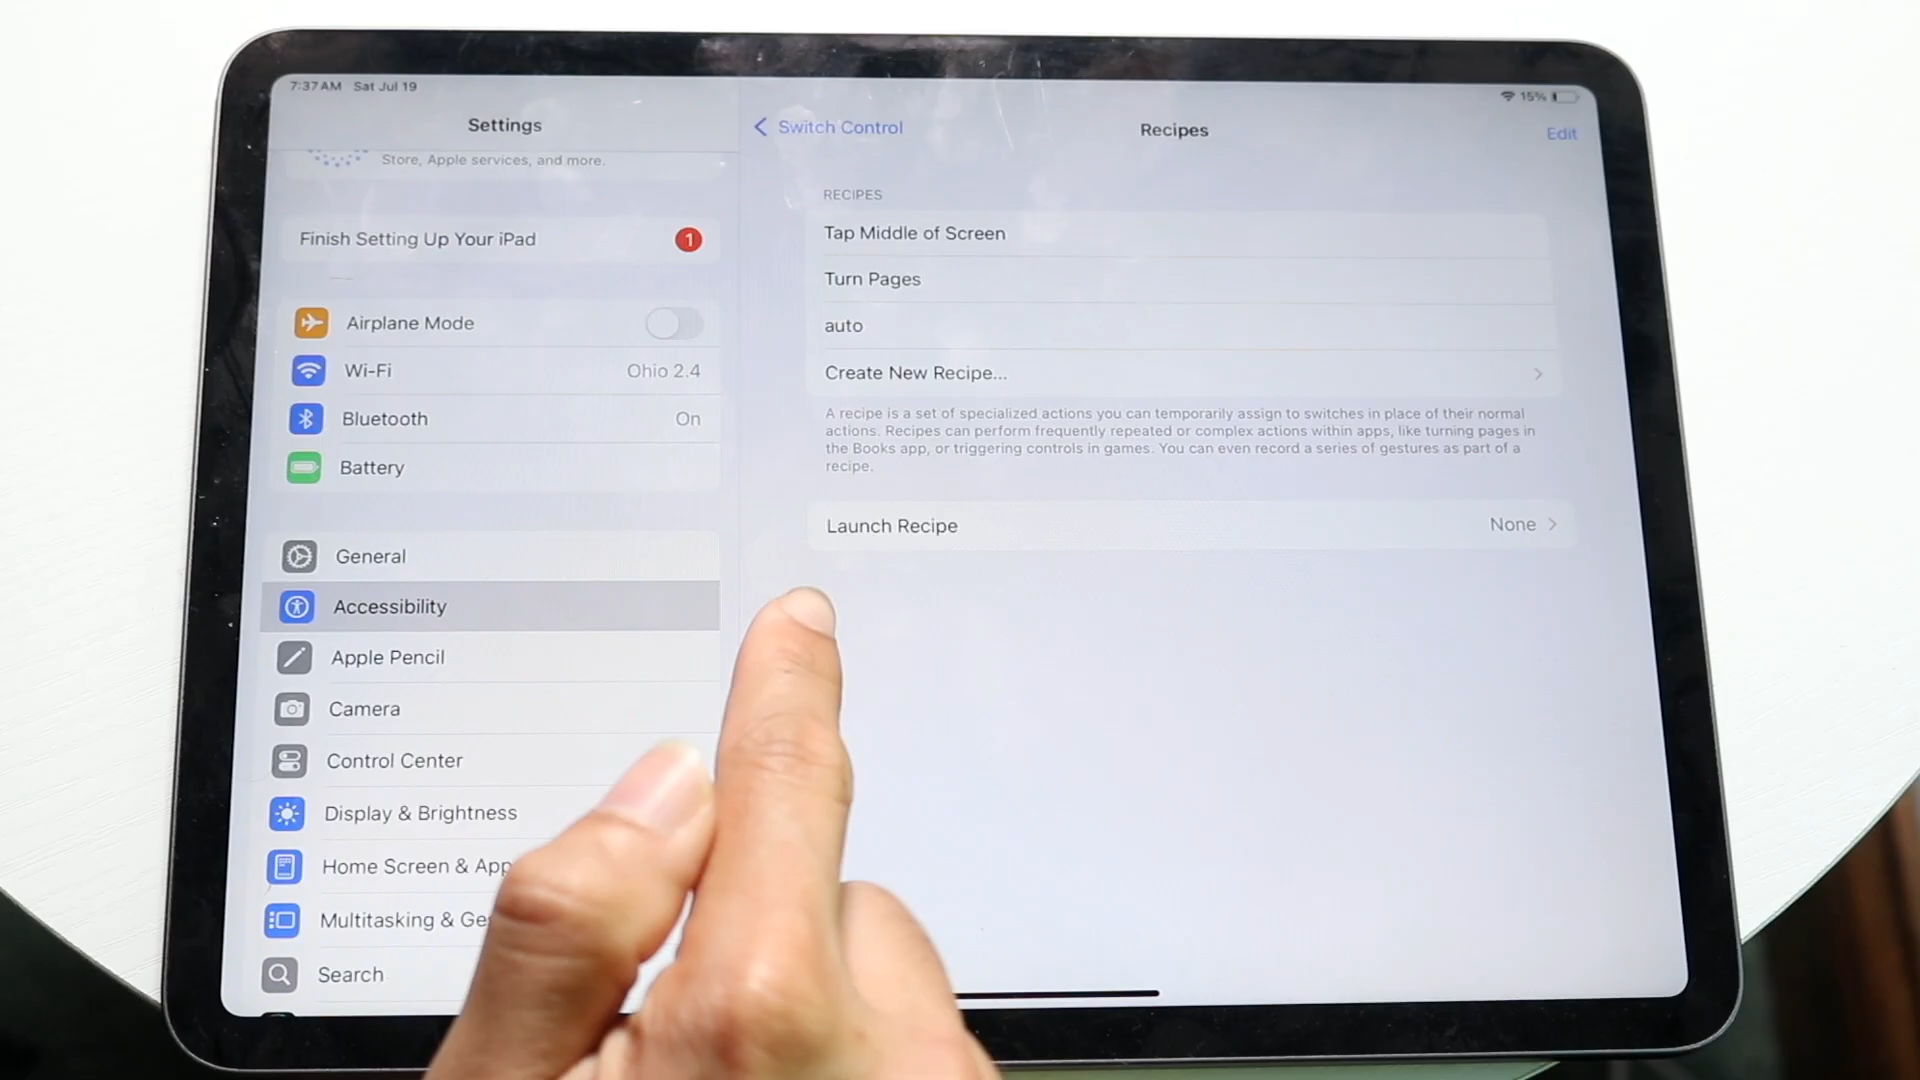 7:37 AM Sat Jul 19
15%
Settings
Store, Apple services, and more.
Finish Setting Up Your iPad
1
Airplane Mode
Wi-Fi
Ohio 2.4
Bluetooth
On
Battery
General
Accessibility
Apple Pencil
Camera
Control Center
Display & Brightness
Home Screen & App
Multitasking & Ge
Search
Switch Control
Recipes
Edit
RECIPES
Tap Middle of Screen
Turn Pages
auto
Create New Recipe...
A recipe is a set of specialized actions you can temporarily assign to switches in place of their normal
actions. Recipes can perform frequently repeated or complex actions within apps, like turning pages in
the Books app, or triggering controls in games. You can even record a series of gestures as part of a
recipe.
Launch Recipe
None